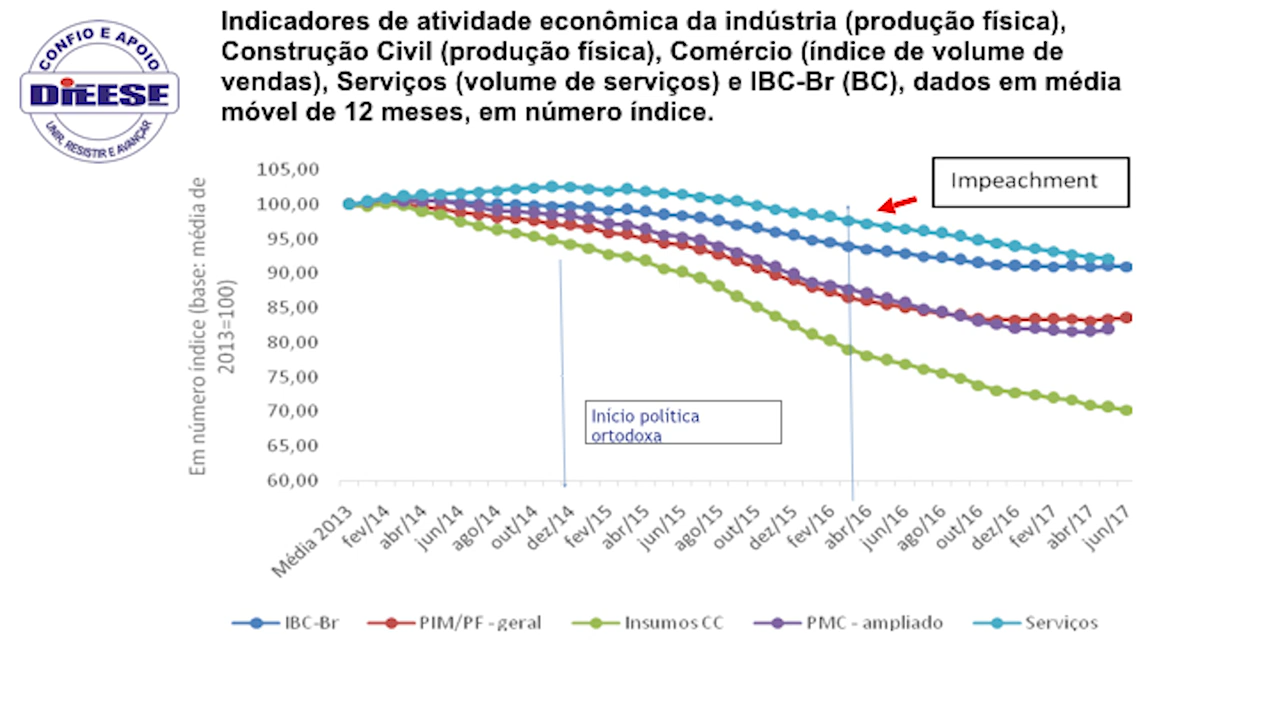 Indicadores de atividade econômica da indústria (produção física),
Construção Civil (produção física), Comércio (índice de volume de
vendas), Serviços (volume de serviços) e IBC-Br (BC), dados em média
móvel de 12 meses, em número índice.
CONFIO E APOIO
DIEESE
UNIR, RESISTIR E AVANÇAR
Em número índice (base: média de
2013=100)
105,00
100,00
95,00
90,00
85,00
80,00
75,00
70,00
65,00
60,00
Impeachment
Início política
ortodoxa
Média 2013
fev/14
abr/14
jun/14
ago/14
out/14
dez/14
fev/15
abr/15
jun/15
ago/15
out/15
dez/15
fev/16
abr/16
jun/16
ago/16
out/16
dez/16
fev/17
abr/17
jun/17
IBC-Br
PIM/PF - geral
Insumos CC
PMC - ampliado
Serviços